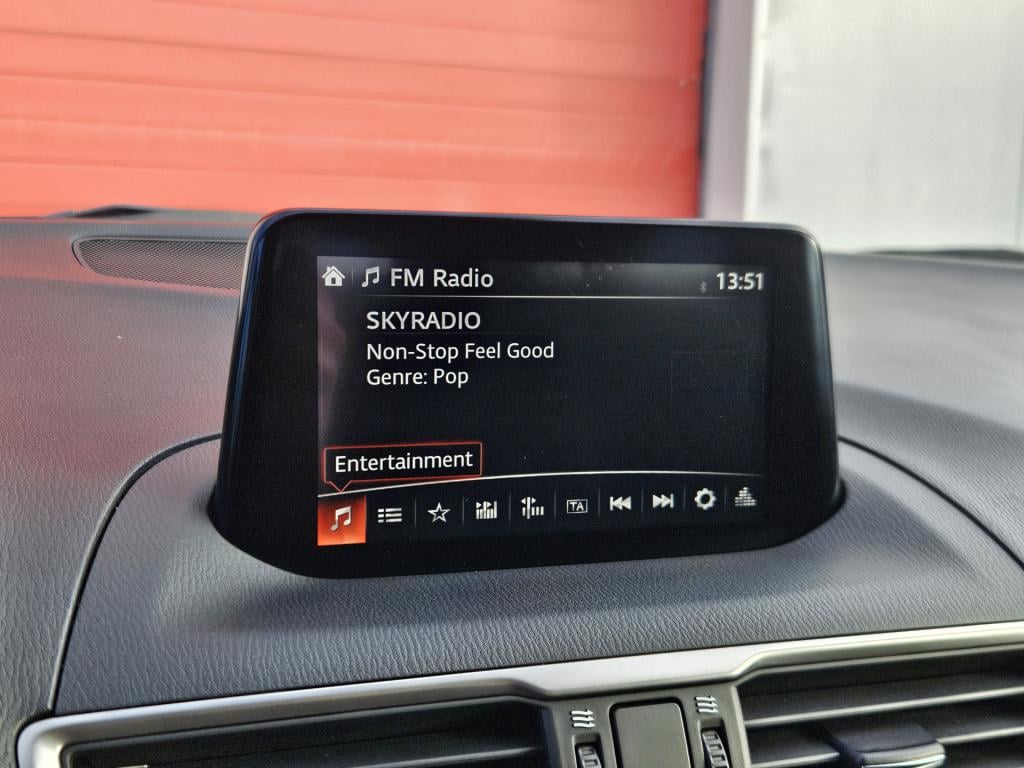 FM Radio 13:51
SKYRADIO
Non-Stop Feel Good
Genre: Pop
Entertainment
TA